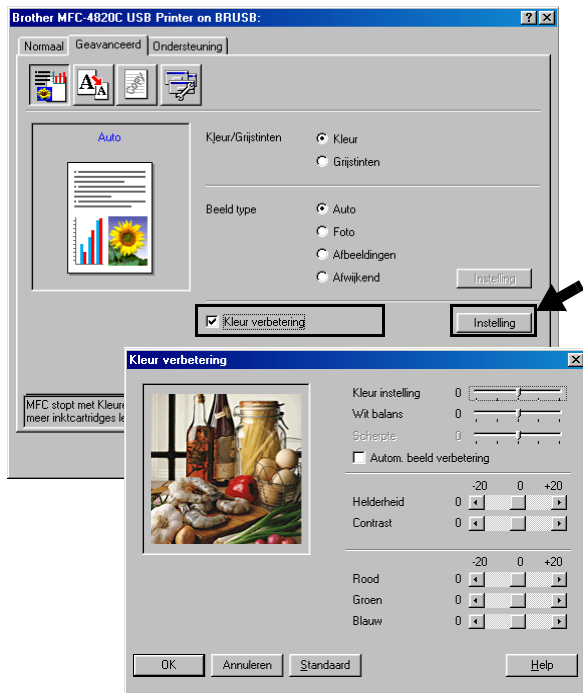 Brother MFC-4820C USB Printer on BRUSB:
Normaal Geavanceerd Ondersteuning
Auto
Kleur/Grijstinten
Kleur
Grijstinten
Beeld type
Auto
Foto
Afbeeldingen
Afwijkend
Instelling
Kleur verbetering
Instelling
MFC stopt met Kleure
meer inktcartridges le
Kleur verbetering
Kleur instelling 0
Wit balans 0
Scherpte 0
Autom. beeld verbetering
-20 0 +20
Helderheid 0
Contrast 0
-20 0 +20
Rood 0
Groen 0
Blauw 0
OK Annuleren Standaard Help